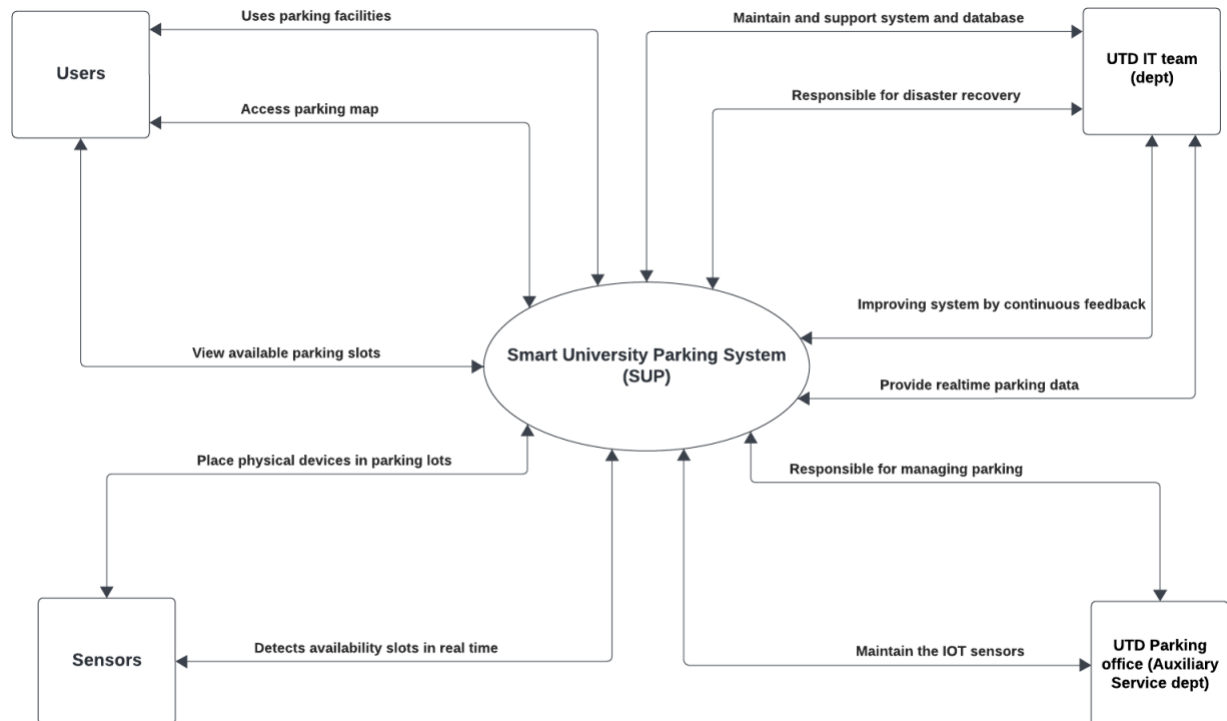 Uses parking facilities
Maintain and support system and database
Users
UTD IT team
(dept)
Access parking map
Responsible for disaster recovery
Improving system by continuous feedback
View available parking slots
Smart University Parking System
(SUP)
Provide realtime parking data
Place physical devices in parking lots
Responsible for managing parking
Sensors
Detects availability slots in real time
Maintain the IOT sensors
UTD Parking
office (Auxiliary
Service dept)